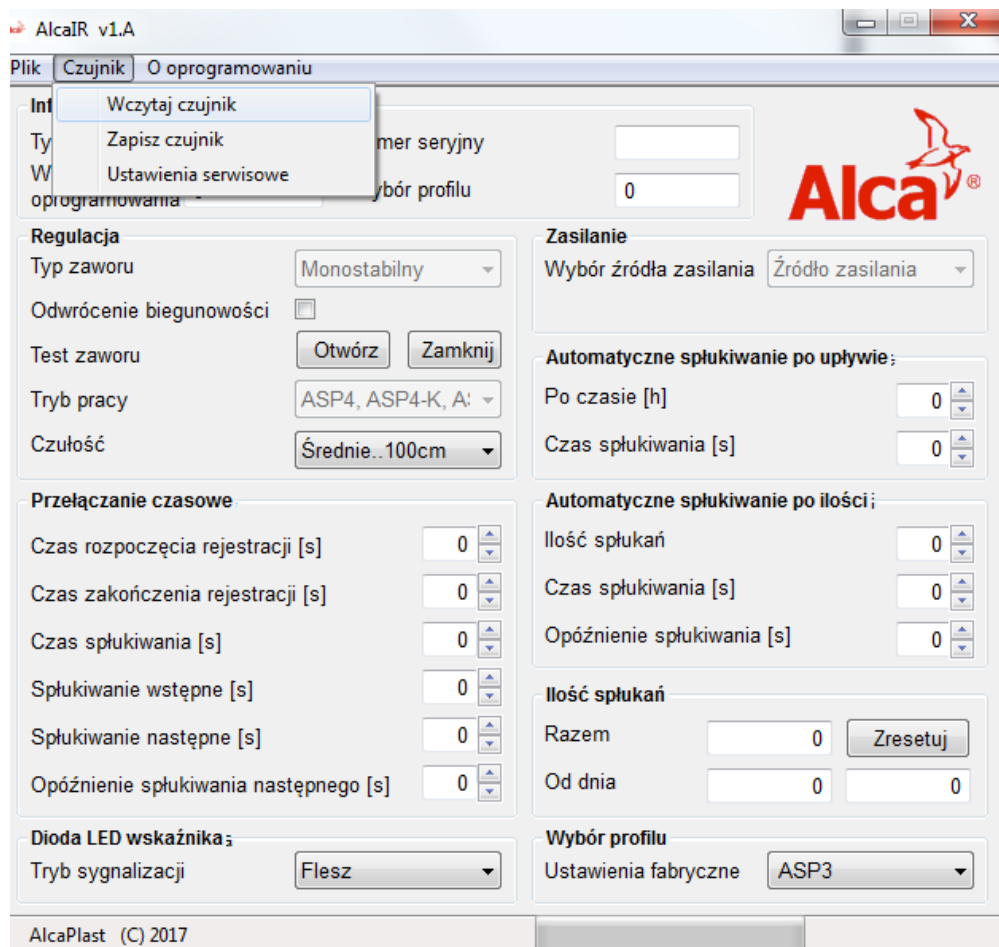 AlcaIR v1.A
Plik Czujnik O oprogramowaniu
Wczytaj czujnik
Zapisz czujnik
Ustawienia serwisowe
Inf
Ty
mer seryjny
W
oprogramowania
ybór profilu 0
Alca®
Regulacja
Typ zaworu Monostabilny
Odwrócenie biegunowości
Test zaworu Otwórz Zamknij
Tryb pracy ASP4, ASP4-K, A
Czułość Średnie..100cm
Zasilanie
Wybór źródła zasilania Źródło zasilania
Automatyczne spłukiwanie po upływie
Po czasie [h] 0
Czas spłukiwania [s] 0
Przełączanie czasowe
Czas rozpoczęcia rejestracji [s] 0
Czas zakończenia rejestracji [s] 0
Czas spłukiwania [s] 0
Spłukiwanie wstępne [s] 0
Spłukiwanie następne [s] 0
Opóźnienie spłukiwania następnego [s] 0
Automatyczne spłukiwanie po ilości
Ilość spłukań 0
Czas spłukiwania [s] 0
Opóźnienie spłukiwania [s] 0
Ilość spłukań
Razem 0 Zresetuj
Od dnia 0 0
Dioda LED wskaźnika
Tryb sygnalizacji Flesz
Wybór profilu
Ustawienia fabryczne ASP3
AlcaPlast (C) 2017